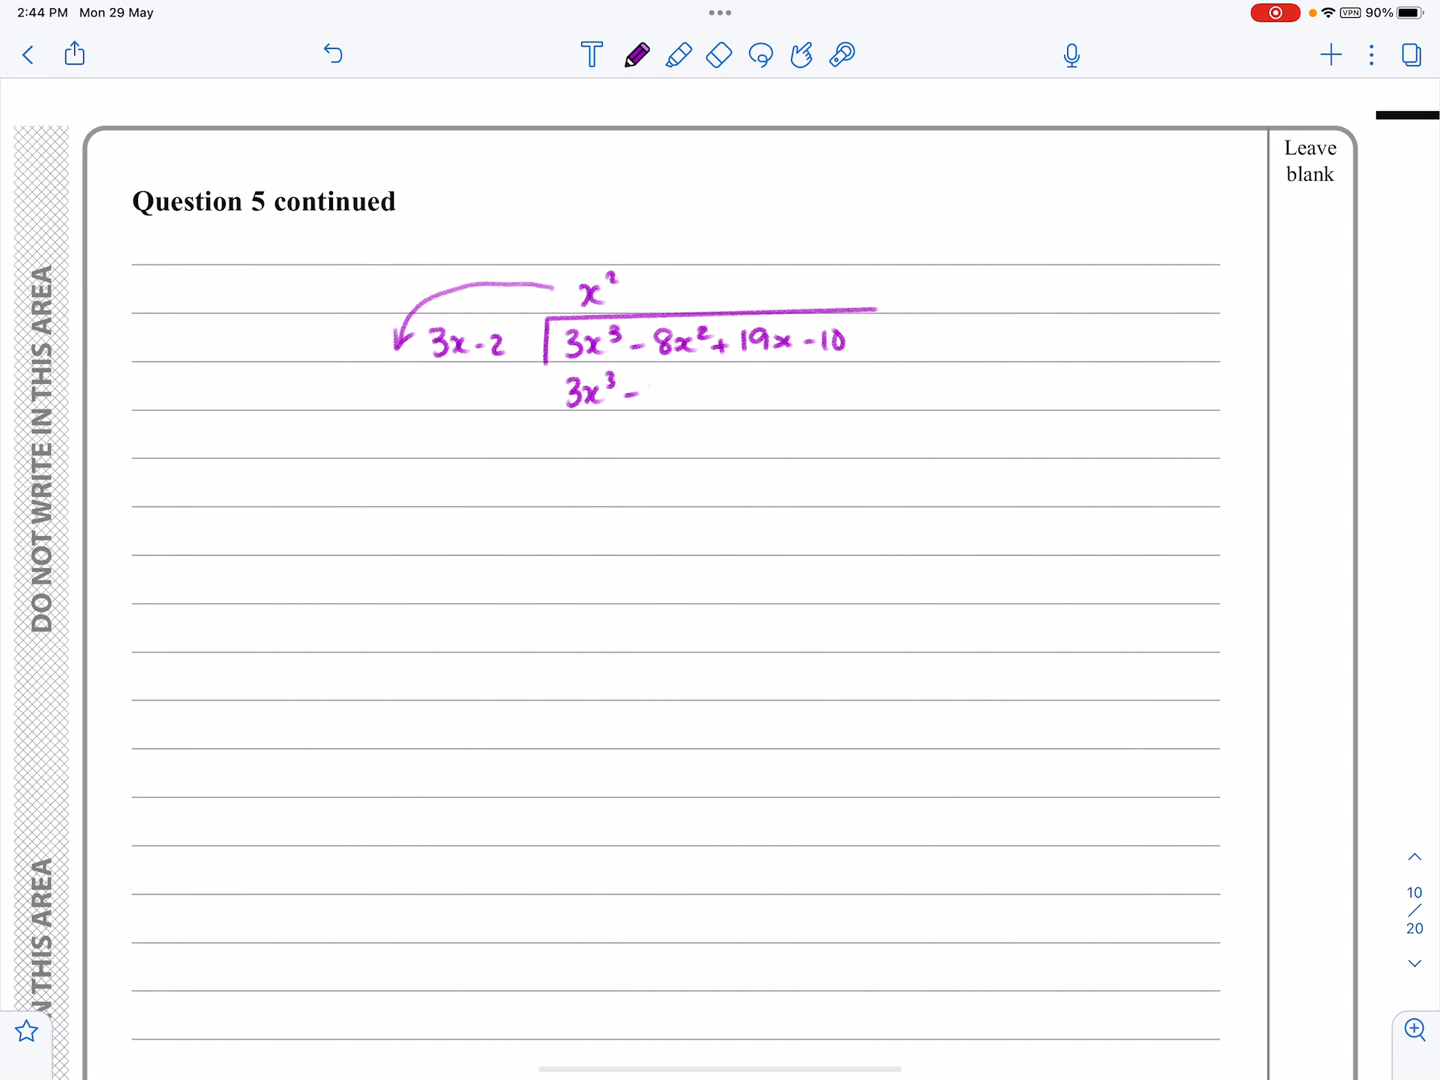 2:44 PM Mon 29 May
VPN 90%
T
Leave
blank
Question 5 continued
x²
3x-2 3x³ - 8x² + 19x - 10
3x³ -
DO NOT WRITE IN THIS AREA
N THIS AREA
10
/
20